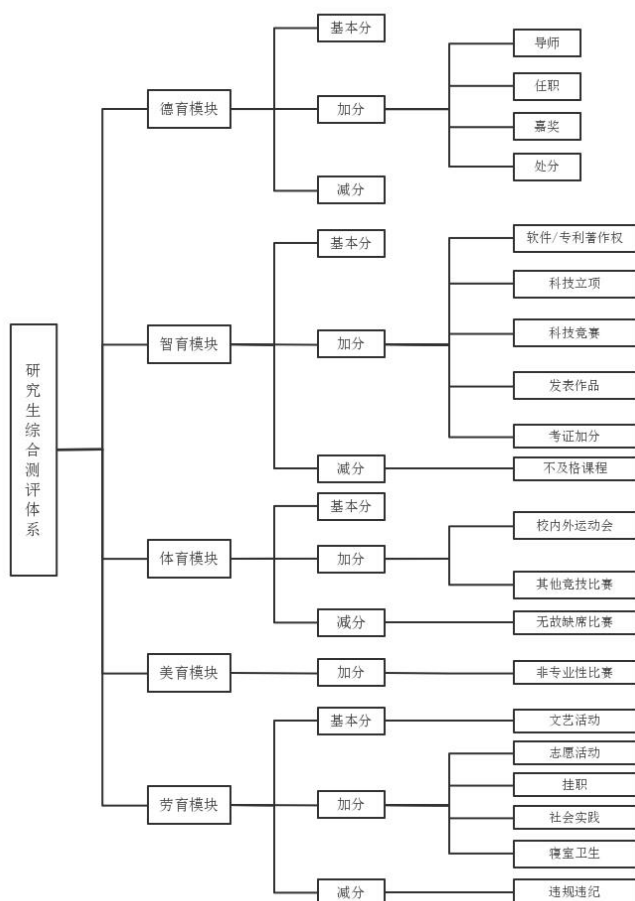 研究生综合测评体系
德育模块
基本分
加分
导师
任职
嘉奖
处分
减分
智育模块
基本分
加分
软件/专利著作权
科技立项
科技竞赛
发表作品
考证加分
减分
不及格课程
体育模块
基本分
加分
校内外运动会
其他竞技比赛
减分
无故缺席比赛
美育模块
加分
非专业性比赛
劳育模块
基本分
文艺活动
加分
志愿活动
挂职
社会实践
寝室卫生
减分
违规违纪